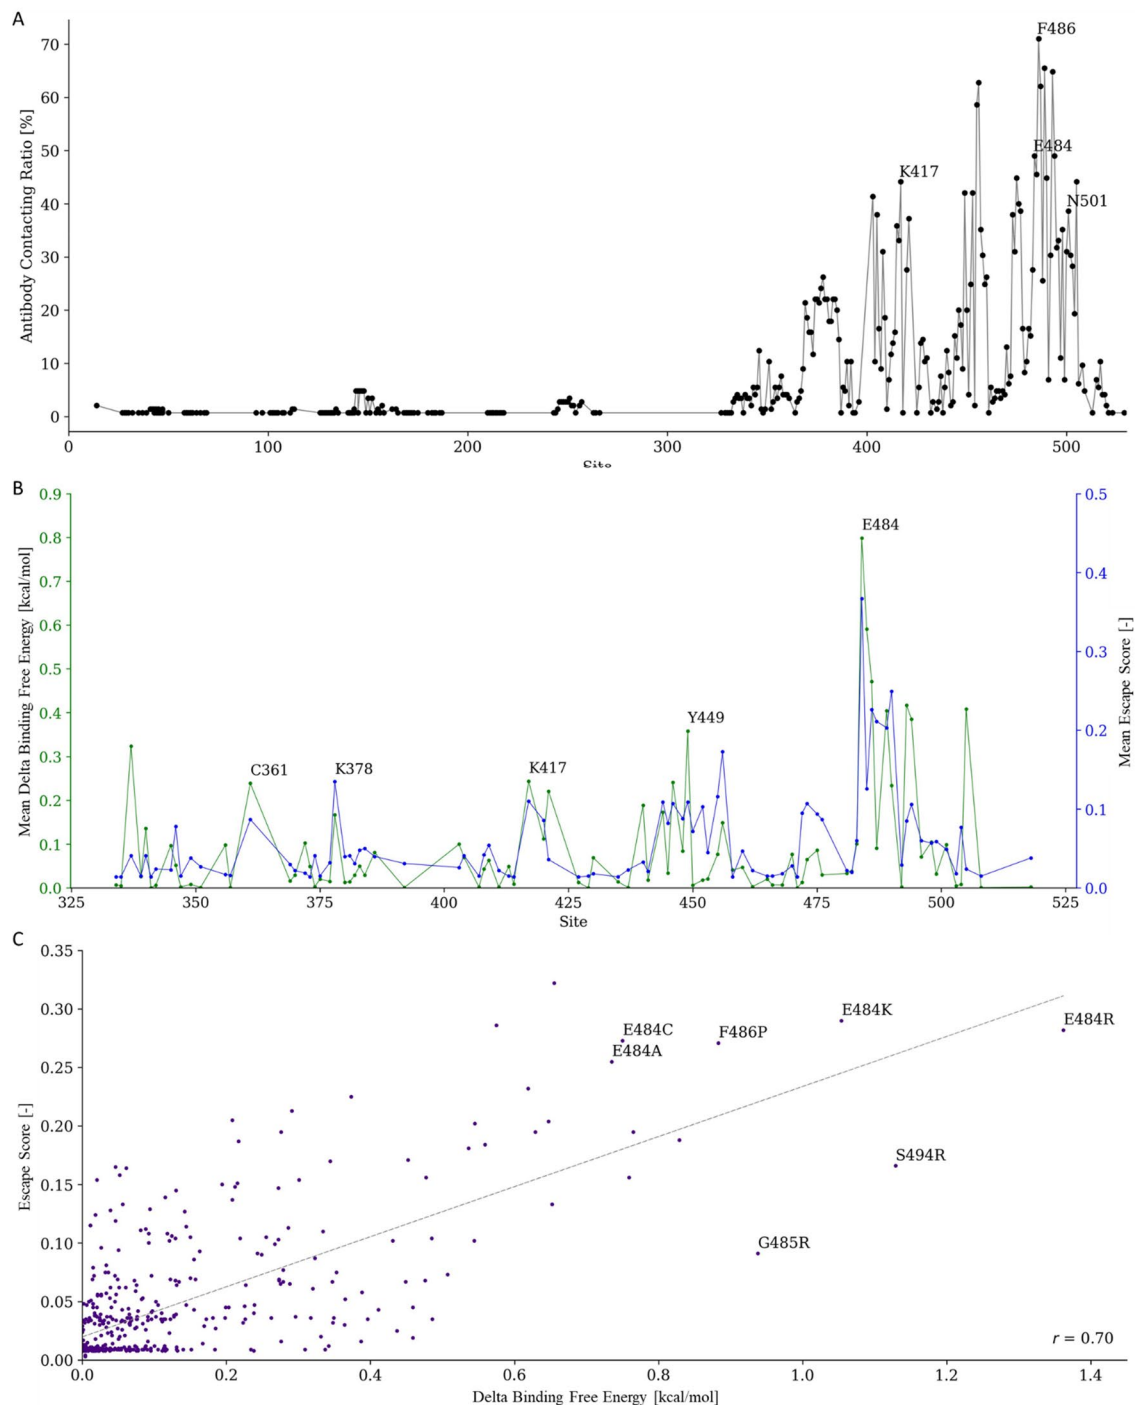 A
Antibody Contacting Ratio [%]
70
60
50
40
30
20
10
0
F486
E484
K417
N501
0 100 200 300 400 500
B
Mean Delta Binding Free Energy [kcal/mol]
0.9
0.8
0.7
0.6
0.5
0.4
0.3
0.2
0.1
0.0
E484
Y449
C361
K378
K417
0.5
0.4
0.3
0.2
0.1
0.0
Mean Escape Score [-]
325 350 375 400 425 450 475 500 525
Site
C
Escape Score [-]
0.35
0.30
0.25
0.20
0.15
0.10
0.05
0.00
E484K
E484R
E484C
F486P
E484A
S494R
G485R
r = 0.70
0.0 0.2 0.4 0.6 0.8 1.0 1.2 1.4
Delta Binding Free Energy [kcal/mol]